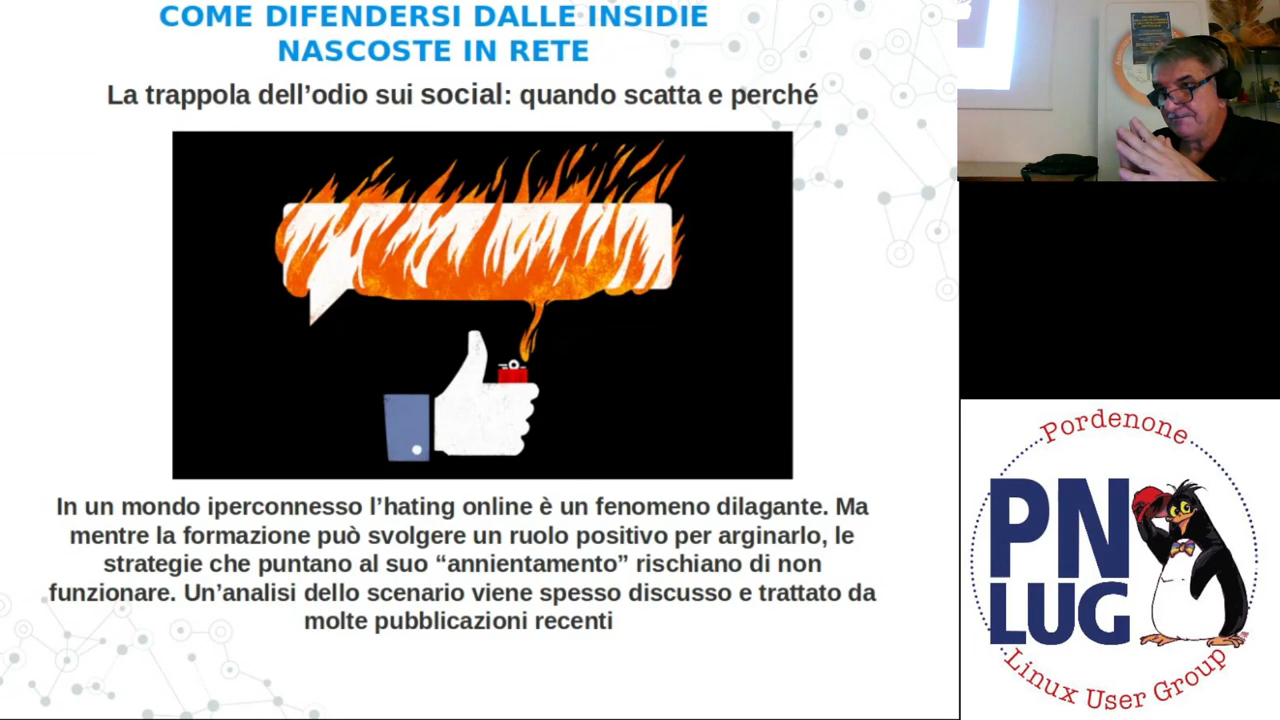 COME DIFENDERSI DALLE INSIDIE
NASCOSTE IN RETE
La trappola dell’odio sui social: quando scatta e perché
In un mondo iperconnesso l’hating online è un fenomeno dilagante. Ma
mentre la formazione può svolgere un ruolo positivo per arginarlo, le
strategie che puntano al suo “annientamento” rischiano di non
funzionare. Un’analisi dello scenario viene spesso discusso e trattato da
molte pubblicazioni recenti
Pordenone
PN
LUG
Linux User Group